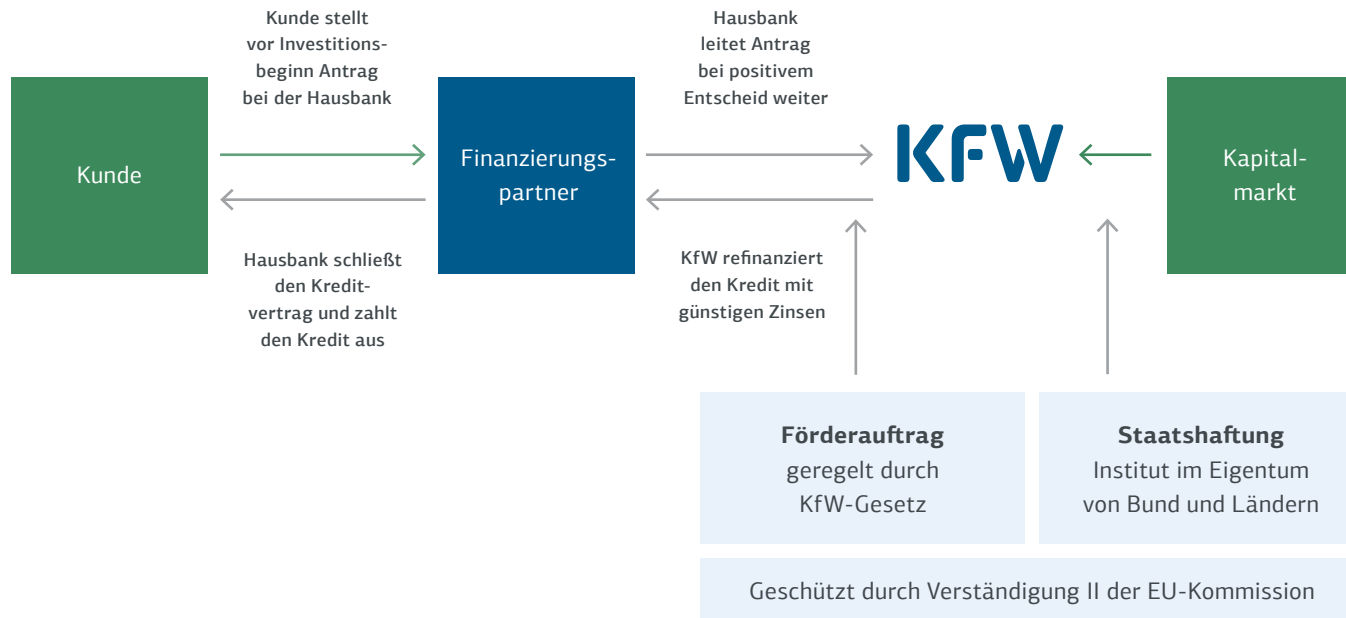 Kunde stellt
vor Investitions-
beginn Antrag
bei der Hausbank
Hausbank
leitet Antrag
bei positivem
Entscheid weiter
Kunde
Finanzierungs-
partner
KFW
Kapital-
markt
Hausbank schließt
den Kredit-
vertrag und zahlt
den Kredit aus
KfW refinanziert
den Kredit mit
günstigen Zinsen
Förderauftrag
geregelt durch
KfW-Gesetz
Staatshaftung
Institut im Eigentum
von Bund und Ländern
Geschützt durch Verständigung II der EU-Kommission